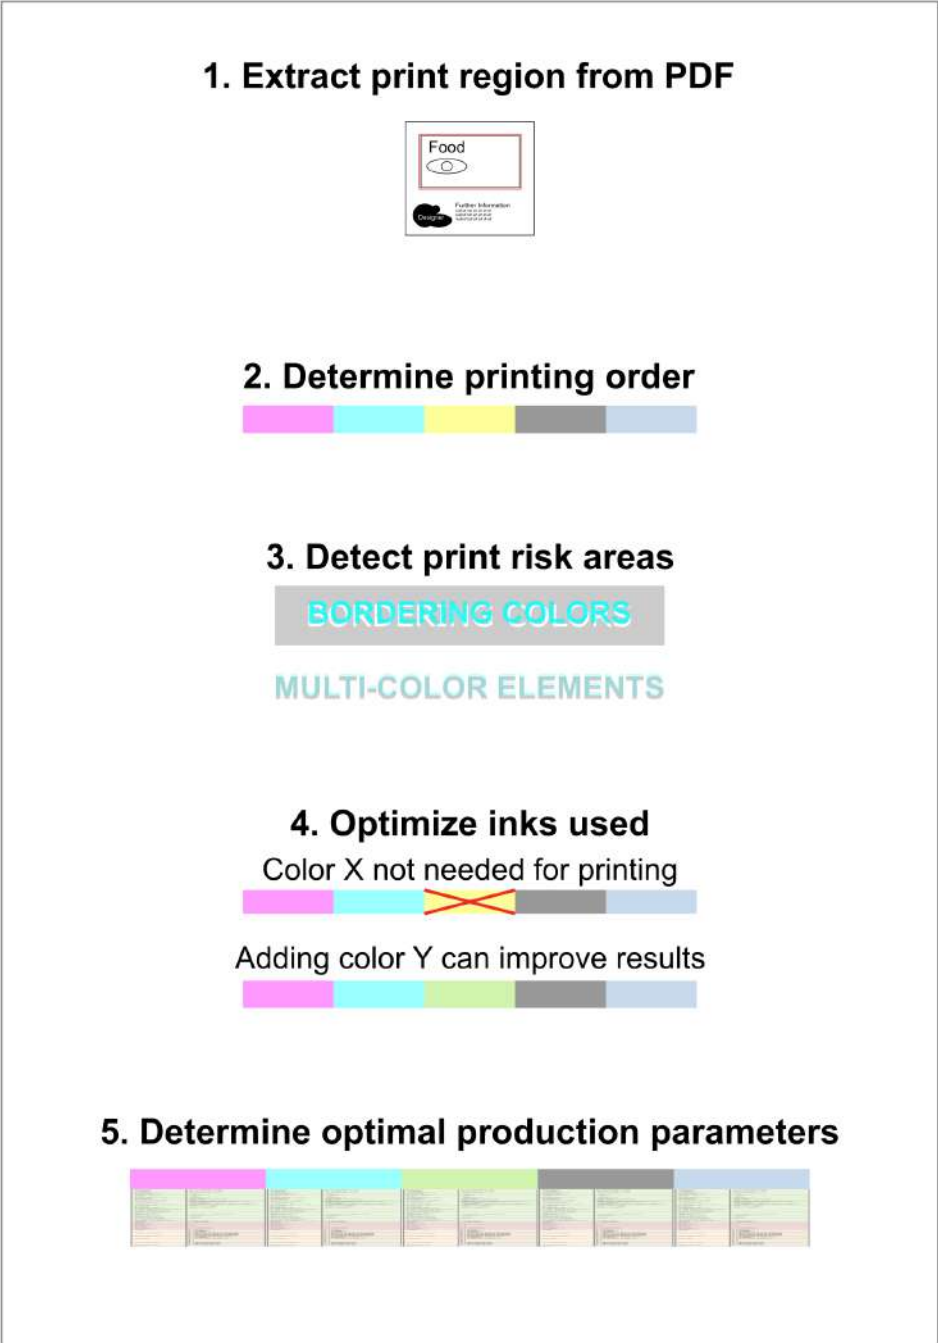 1. Extract print region from PDF
Food
Further Information
Designer
2. Determine printing order
3. Detect print risk areas
BORDERING COLORS
MULTI-COLOR ELEMENTS
4. Optimize inks used
Color X not needed for printing
Adding color Y can improve results
5. Determine optimal production parameters